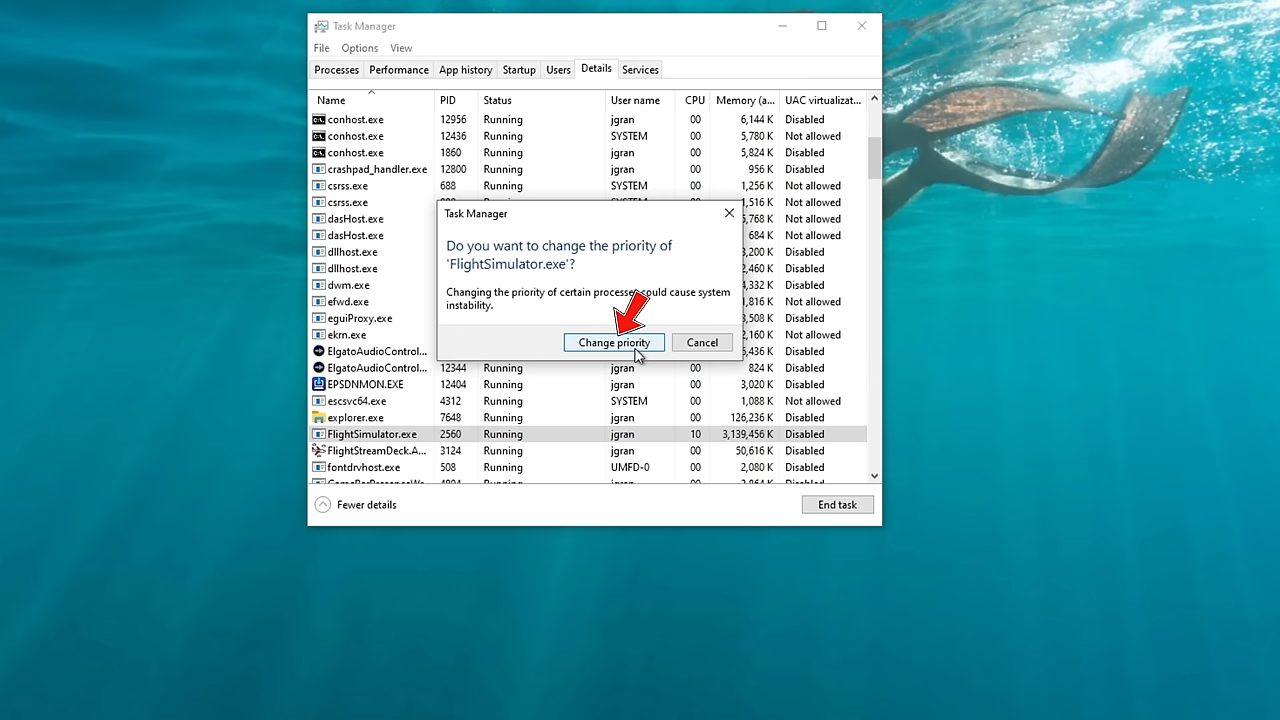 Task Manager
File Options View
Processes Performance App history Startup Users Details Services
Name PID Status User name CPU Memory (a... UAC virtualizat...
conhost.exe 12956 Running jgran 00 6,144 K Disabled
conhost.exe 12436 Running SYSTEM 00 5,780 K Not allowed
conhost.exe 1860 Running jgran 00 5,824 K Disabled
crashpad_handler.exe 12800 Running jgran 00 956 K Disabled
csrss.exe 688 Running SYSTEM 00 1,256 K Not allowed
csrss.exe Running SYSTEM 00 1,516 K Not allowed
dasHost.exe 5,768 K Not allowed
dasHost.exe 684 K Not allowed
dllhost.exe 3,200 K Disabled
dllhost.exe 2,460 K Disabled
dwm.exe 4,332 K Disabled
efwd.exe 1,816 K Not allowed
eguiProxy.exe 3,508 K Disabled
ekrn.exe 2,160 K Not allowed
ElgatoAudioControl... 5,436 K Disabled
Task Manager
Do you want to change the priority of
'FlightSimulator.exe'?
Changing the priority of certain processes could cause system
instability.
Change priority Cancel
ElgatoAudioControl... 12344 Running jgran 00 824 K Disabled
EPSDNMON.EXE 12404 Running jgran 00 3,020 K Disabled
escsvc64.exe 4312 Running SYSTEM 00 1,088 K Not allowed
explorer.exe 7648 Running jgran 00 126,236 K Disabled
FlightSimulator.exe 2560 Running jgran 10 3,139,456 K Disabled
FlightStreamDeck.A... 3124 Running jgran 00 50,616 K Disabled
fontdrvhost.exe 508 Running UMFD-0 00 2,080 K Disabled
Fewer details End task